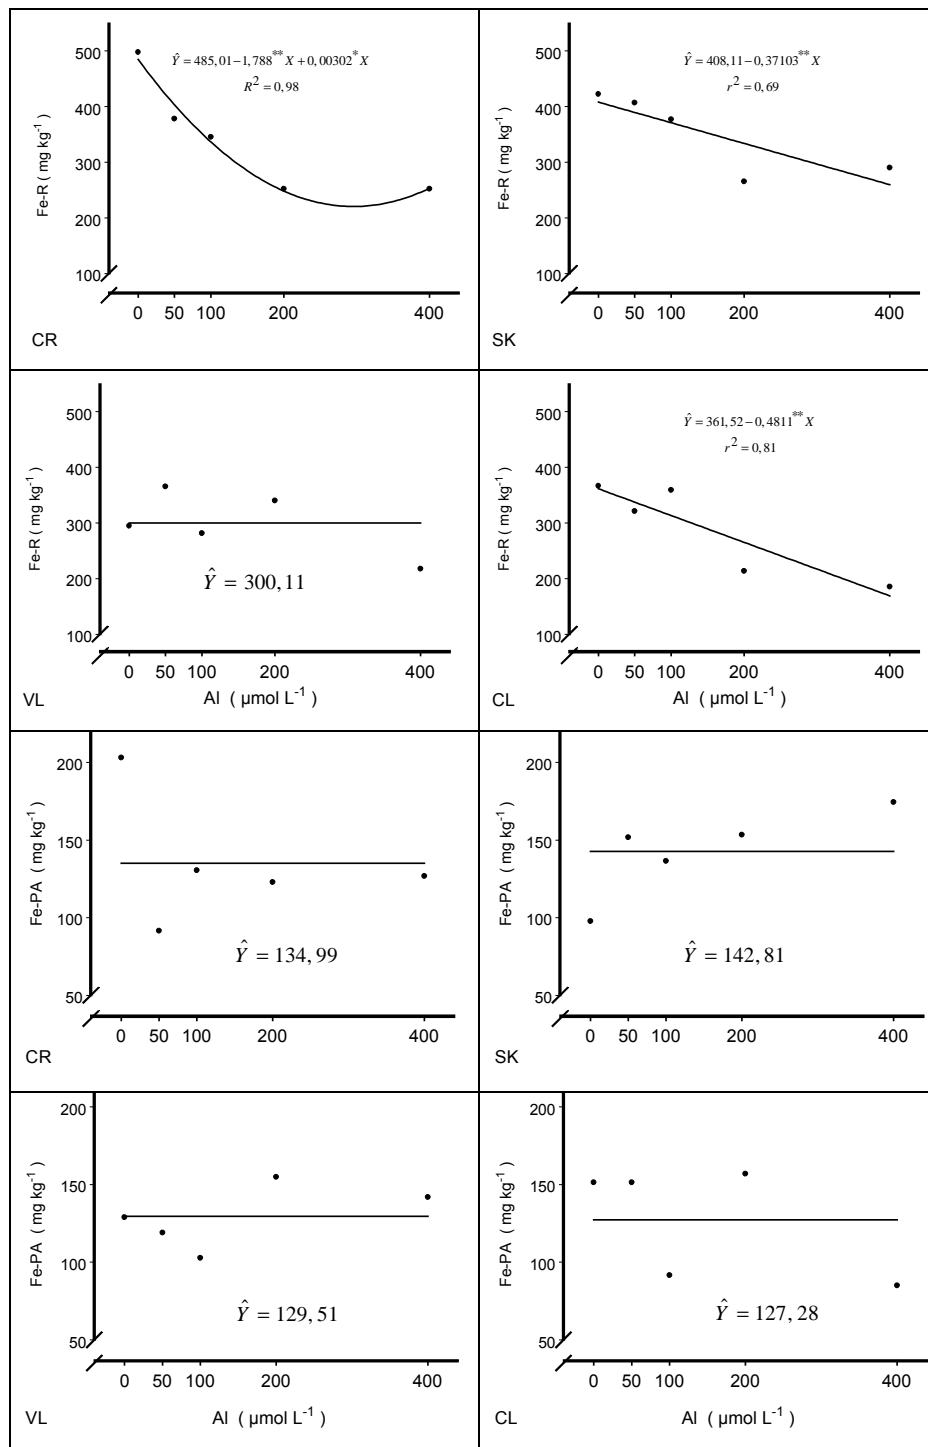 500
400
300
200
100
Fe-R ( mg kg-1 )
Ŷ = 485,01−1,788**X + 0,00302*X
R2 = 0,98
0 50 100 200 400
CR
500
400
300
200
100
Fe-R ( mg kg-1 )
Ŷ = 408,11−0,37103**X
r2 = 0,69
0 50 100 200 400
SK
500
400
300
200
100
Fe-R ( mg kg-1 )
Ŷ = 300,11
0 50 100 200 400
VL Al ( µmol L-1 )
500
400
300
200
100
Fe-R ( mg kg-1 )
Ŷ = 361,52−0,4811**X
r2 = 0,81
0 50 100 200 400
CL Al ( µmol L-1 )
200
150
100
50
Fe-PA ( mg kg-1 )
Ŷ = 134,99
0 50 100 200 400
CR
200
150
100
50
Fe-PA ( mg kg-1 )
Ŷ = 142,81
0 50 100 200 400
SK
200
150
100
50
Fe-PA ( mg kg-1 )
Ŷ = 129,51
0 50 100 200 400
VL Al ( µmol L-1 )
200
150
100
50
Fe-PA ( mg kg-1 )
Ŷ = 127,28
0 50 100 200 400
CL Al ( µmol L-1 )